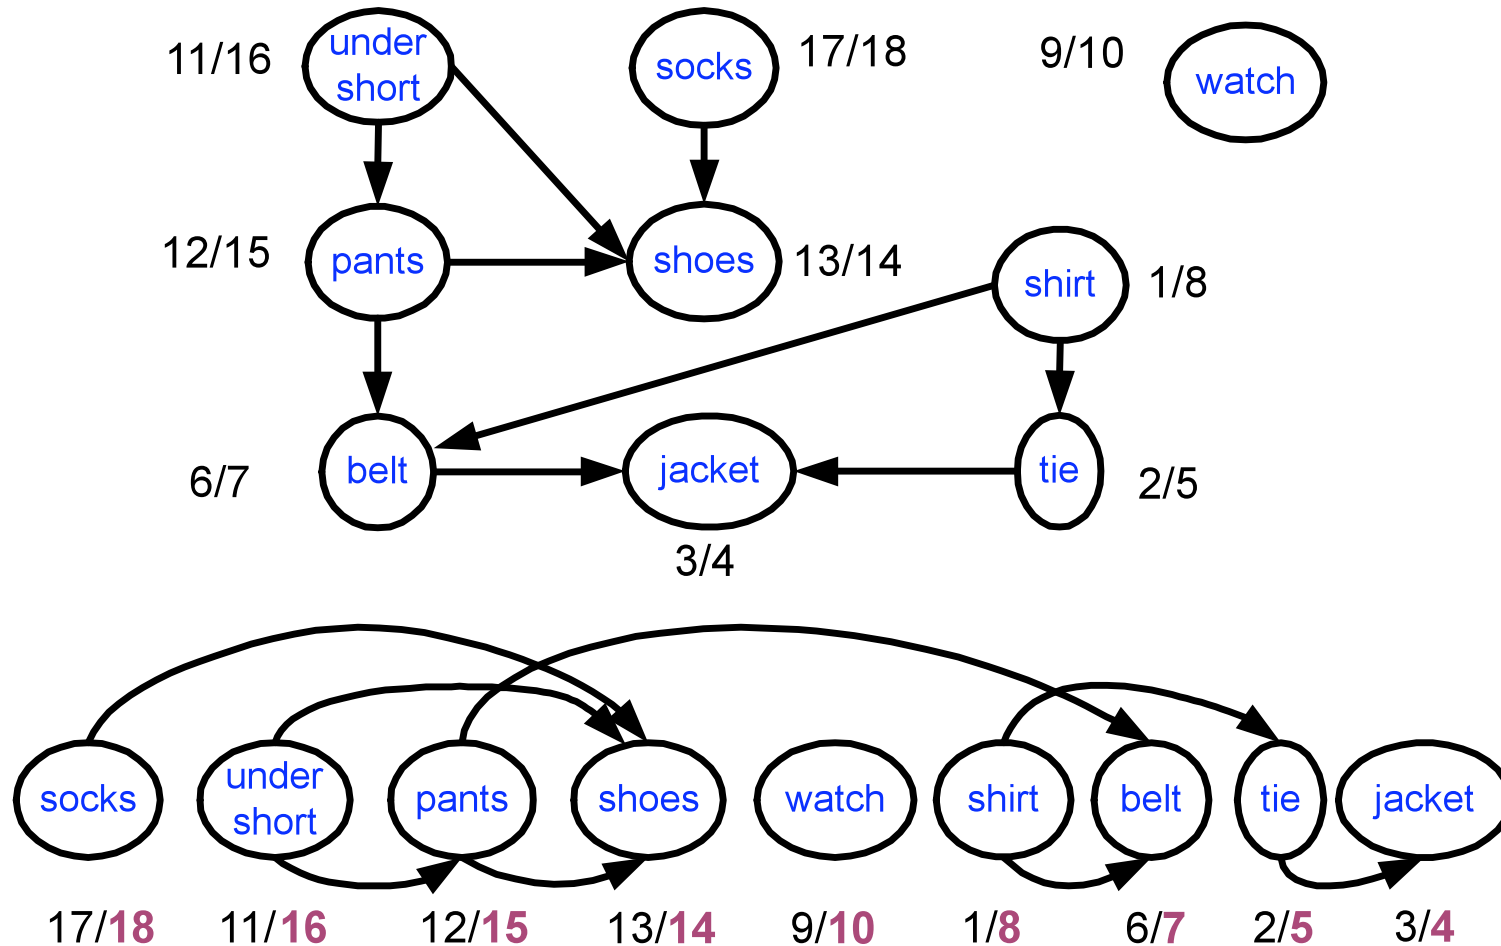 11/16
under
short
socks
17/18
9/10
watch
12/15
pants
shoes
13/14
shirt
1/8
6/7
belt
jacket
tie
2/5
3/4
socks
under
short
pants
shoes
watch
shirt
belt
tie
jacket
17/18
11/16
12/15
13/14
9/10
1/8
6/7
2/5
3/4